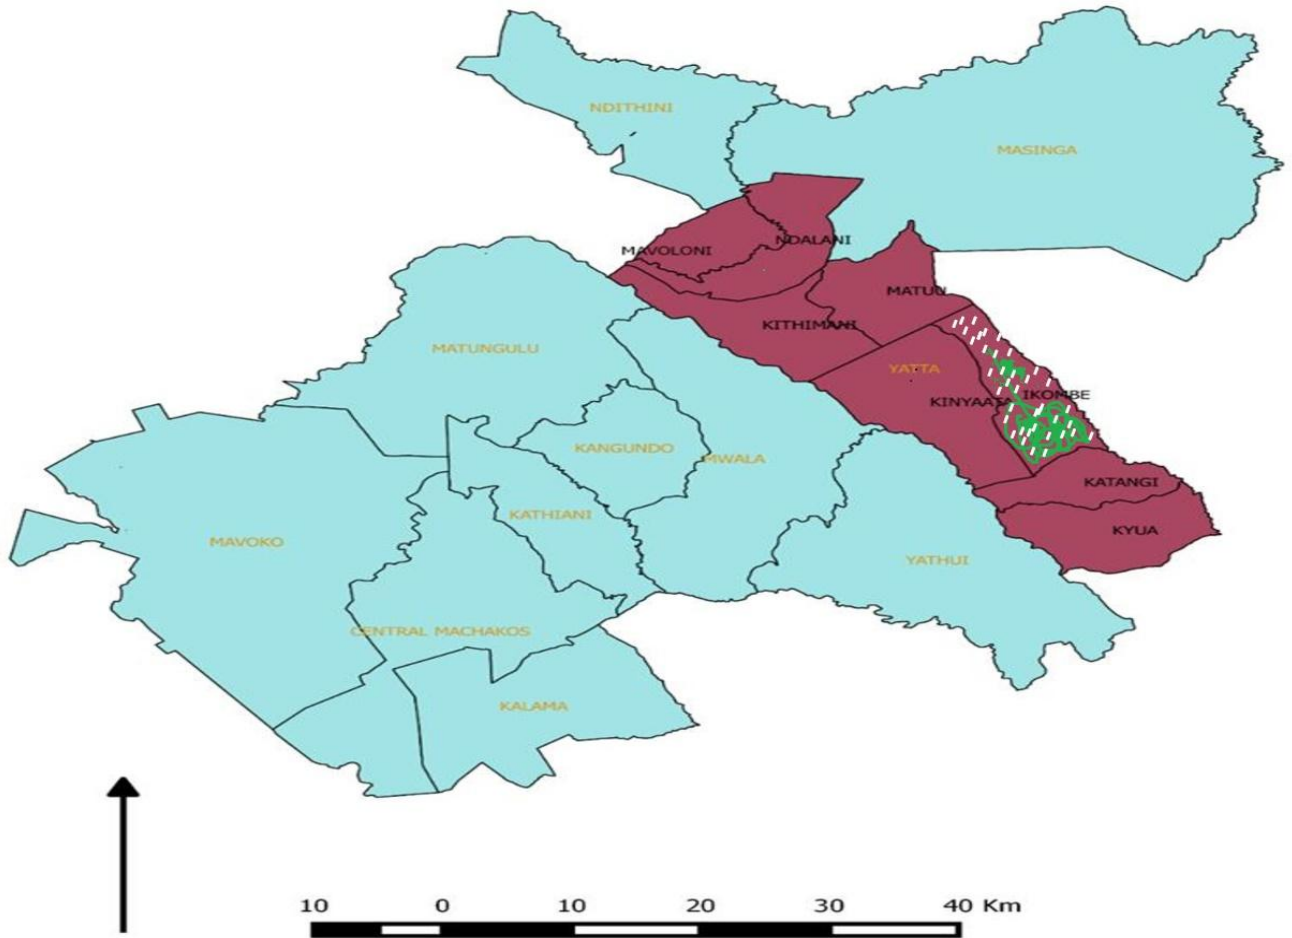 NDITHINI
MASINGA
MAVOLONI
NDALANI
MATUU
KITHIMANI
MATUNGULU
YATTA
KINYAATA
IKOMBE
KANGUNDO
MWALA
KATANGI
KATHIANI
KYUA
MAVOKO
YATHUI
CENTRAL MACHAKOS
KALAMA
10 0 10 20 30 40 Km